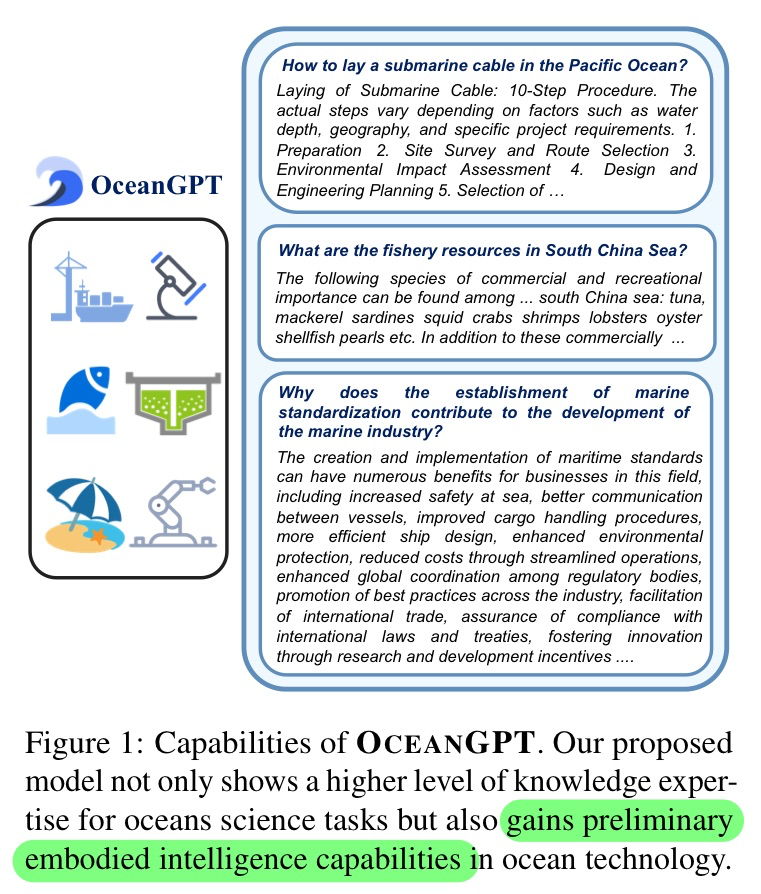 OceanGPT
How to lay a submarine cable in the Pacific Ocean?
Laying of Submarine Cable: 10-Step Procedure. The
actual steps vary depending on factors such as water
depth, geography, and specific project requirements. 1.
Preparation 2. Site Survey and Route Selection 3.
Environmental Impact Assessment 4. Design and
Engineering Planning 5. Selection of …
What are the fishery resources in South China Sea?
The following species of commercial and recreational
importance can be found among ... south China sea: tuna,
mackerel sardines squid crabs shrimps lobsters oyster
shellfish pearls etc. In addition to these commercially ...
Why does the establishment of marine
standardization contribute to the development of
the marine industry?
The creation and implementation of maritime standards
can have numerous benefits for businesses in this field,
including increased safety at sea, better communication
between vessels, improved cargo handling procedures,
more efficient ship design, enhanced environmental
protection, reduced costs through streamlined operations,
enhanced global coordination among regulatory bodies,
promotion of best practices across the industry, facilitation
of international trade, assurance of compliance with
international laws and treaties, fostering innovation
through research and development incentives ....
Figure 1: Capabilities of OCEANGPT. Our proposed
model not only shows a higher level of knowledge exper-
tise for oceans science tasks but also gains preliminary
embodied intelligence capabilities in ocean technology.